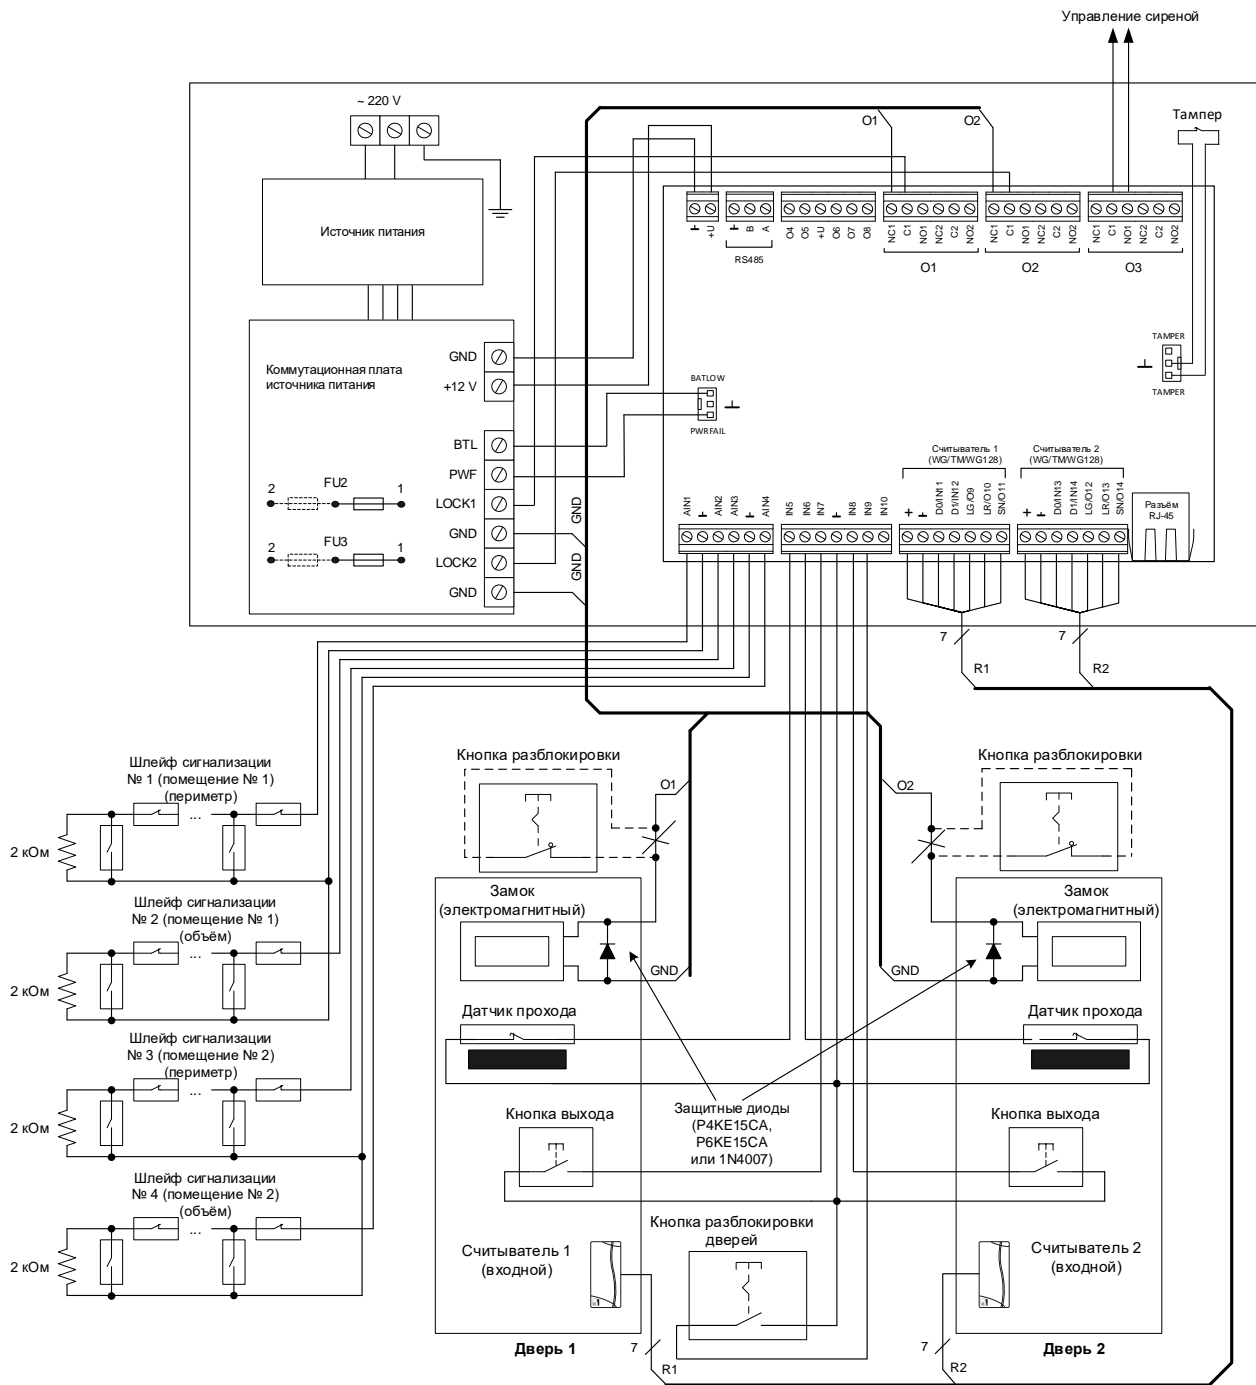 Управление сиреной
~ 220 V
O1
O2
Тампер
Источник питания
⊥
+U
⊥
B
A
RS485
O4
O5
+U
O6
O7
O8
NC1
C1
NO1
NC2
C2
NO2
O1
NC1
C1
NO1
NC2
C2
NO2
O2
NC1
C1
NO1
NC2
C2
NO2
O3
Коммутационная плата
источника питания
GND
+12 V
BTL
PWF
LOCK1
GND
LOCK2
GND
2
FU2
1
2
FU3
1
GND
GND
BATLOW
PWRFAIL
TAMPER
TAMPER
Считыватель 1
(WG/TM/WG128)
Считыватель 2
(WG/TM/WG128)
AIN1
⊥
AIN2
AIN3
⊥
AIN4
IN5
IN6
IN7
⊥
IN8
IN9
IN10
+
⊥
D0/IN11
D1/IN12
LG/O9
LR/O10
SN/O11
+
⊥
D0/IN13
D1/IN14
LG/O12
LR/O13
SN/O14
Разъём
RJ-45
7
R1
7
R2
Шлейф сигнализации
№ 1 (помещение № 1)
(периметр)
...
2 кОм
Шлейф сигнализации
№ 2 (помещение № 1)
(объём)
...
2 кОм
Шлейф сигнализации
№ 3 (помещение № 2)
(периметр)
...
2 кОм
Шлейф сигнализации
№ 4 (помещение № 2)
(объём)
...
2 кОм
Кнопка разблокировки
O1
Замок
(электромагнитный)
GND
Датчик прохода
Кнопка выхода
Считыватель 1
(входной)
7
R1
Дверь 1
Защитные диоды
(P4KE15CA,
P6KE15CA
или 1N4007)
Кнопка разблокировки
дверей
Кнопка разблокировки
O2
Замок
(электромагнитный)
GND
Датчик прохода
Кнопка выхода
Считыватель 2
(входной)
7
R2
Дверь 2